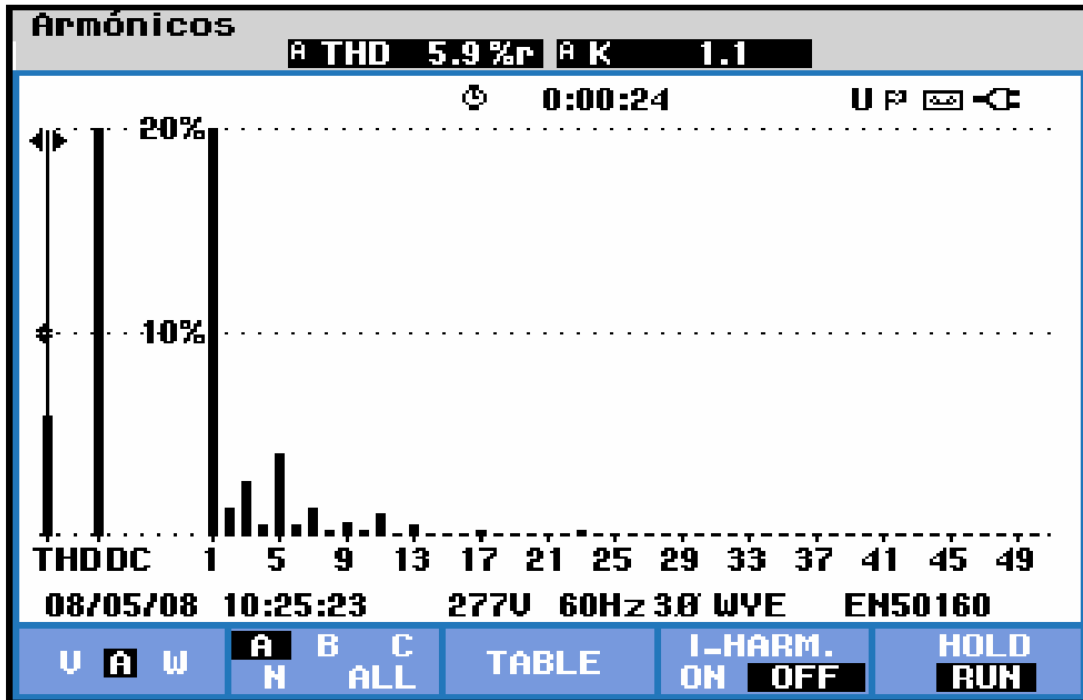 Armónicos
A THD 5.9 %r A K 1.1
0:00:24 U
20%
10%
THD DC 1 5 9 13 17 21 25 29 33 37 41 45 49
08/05/08 10:25:23 277V 60Hz 3Ø WYE EN50160
V A W A B C TABLE I-HARM. HOLD
N ALL ON OFF RUN